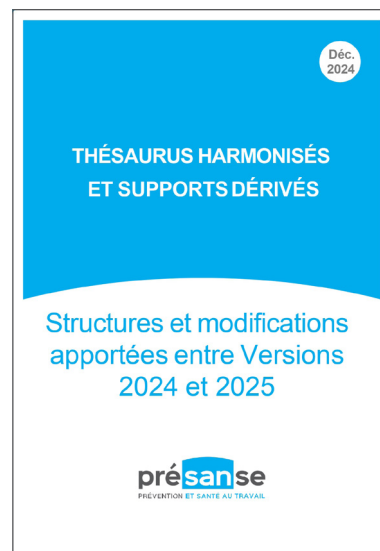 Déc.
2024
THÉSAURUS HARMONISÉS
ET SUPPORTS DÉRIVÉS
Structures et modifications
apportées entre Versions
2024 et 2025
présanse
PRÉVENTION ET SANTÉ AU TRAVAIL